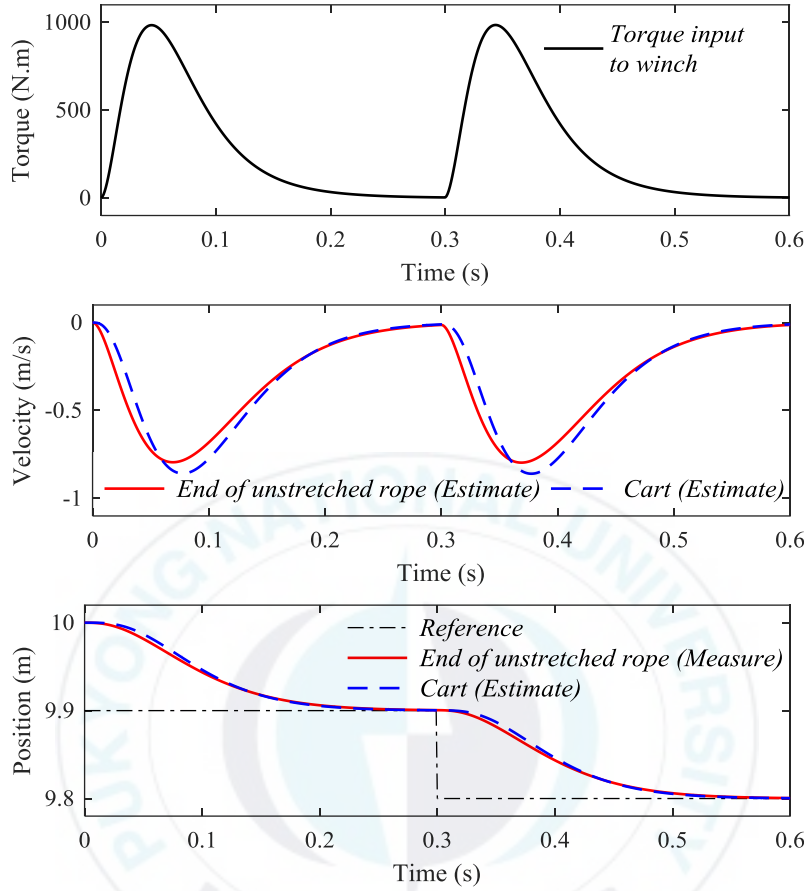 1000
500
0
Torque (N.m)
Torque input
to winch
0 0.1 0.2 0.3 0.4 0.5 0.6
Time (s)
0
-0.5
-1
Velocity (m/s)
End of unstretched rope (Estimate) Cart (Estimate)
0 0.1 0.2 0.3 0.4 0.5 0.6
Time (s)
10
9.9
9.8
Position (m)
Reference
End of unstretched rope (Measure)
Cart (Estimate)
0 0.1 0.2 0.3 0.4 0.5 0.6
Time (s)
PUKYONG NATIONAL UNIVERSITY